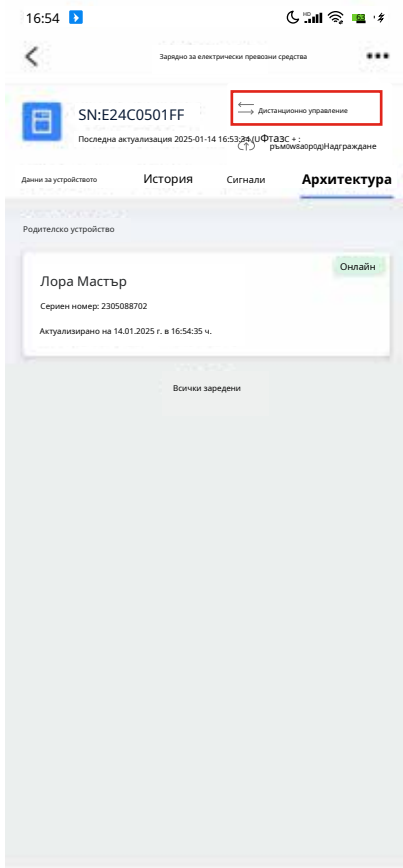 16:54
Зарядно за електрически превозни средства
SN:E24C0501FF
Дистанционно управление
Последна актуализация 2025-01-14 16:53:34
Надграждане
Данни за устройството
История
Сигнали
Архитектура
Родителско устройство
Онлайн
Лора Мастър
Сериен номер: 2305088702
Актуализирано на 14.01.2025 г. в 16:54:35 ч.
Всички заредени